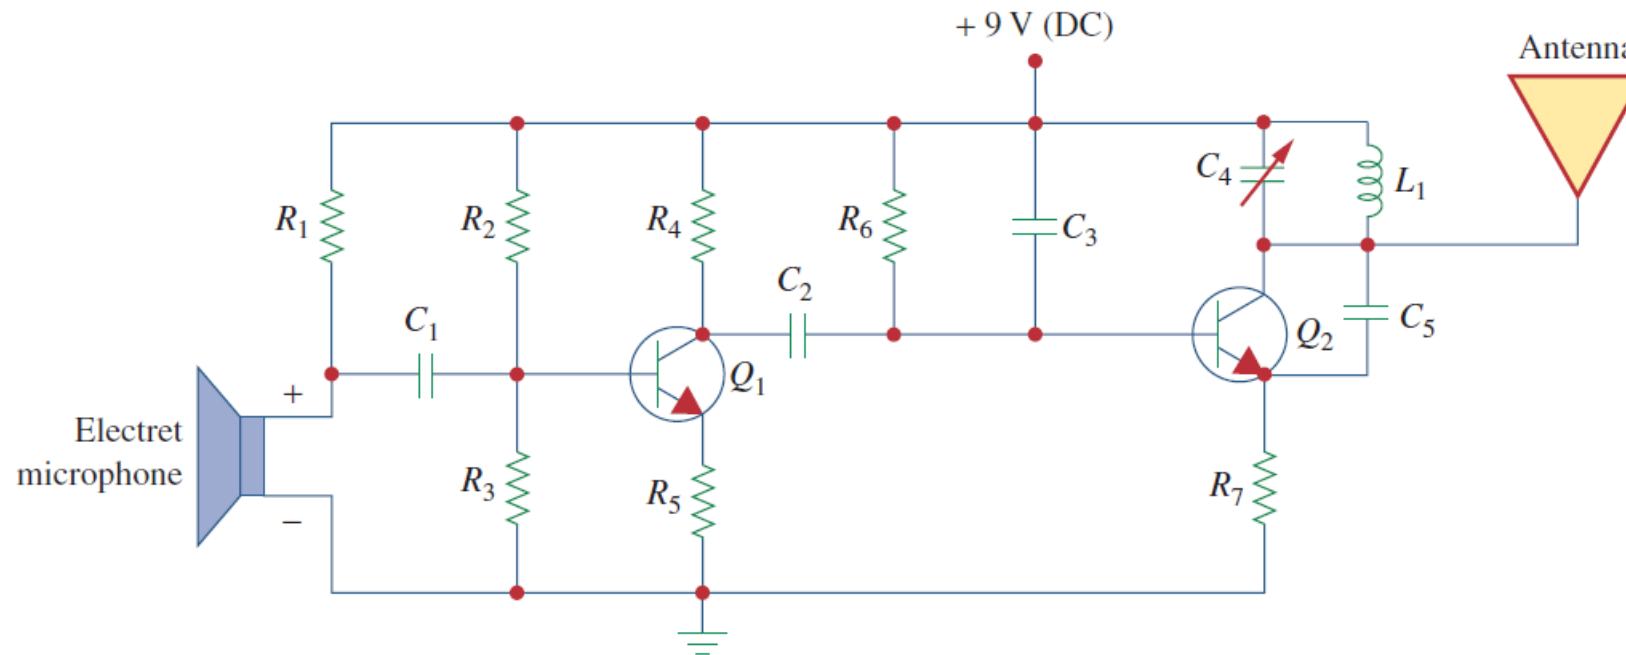 + 9 V (DC)
Antenna
C4
L1
R1
R2
R4
R6
C3
C2
C1
C5
Q2
Q1
+
Electret
microphone
R3
R5
R7
−